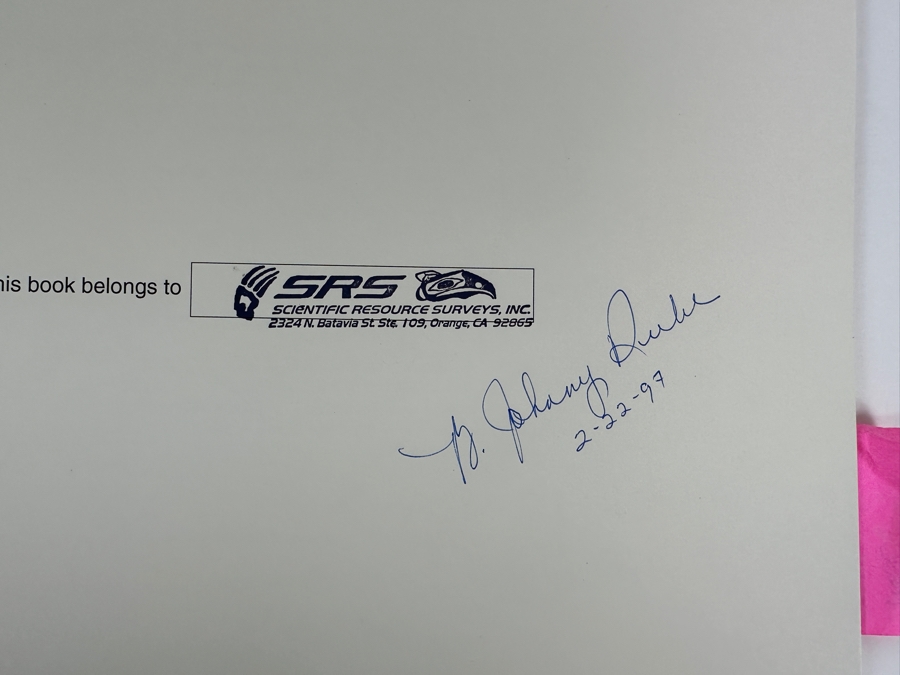 his book belongs to
SRS
SCIENTIFIC RESOURCE SURVEYS, INC.
2324 N. Batavia St. Ste. 109, Orange, CA 92865
B. Johnny
2-22-97